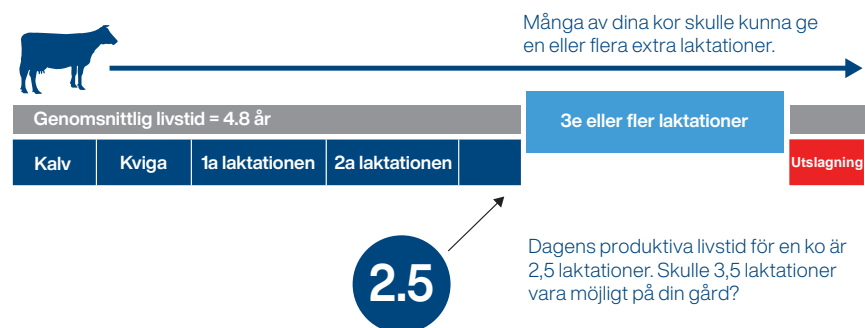 Många av dina kor skulle kunna ge
en eller flera extra laktationer.
Genomsnittlig livstid = 4.8 år
3e eller fler laktationer
Kalv
Kviga
1a laktationen
2a laktationen
Utslagning
2.5
Dagens produktiva livstid för en ko är
2,5 laktationer. Skulle 3,5 laktationer
vara möjligt på din gård?